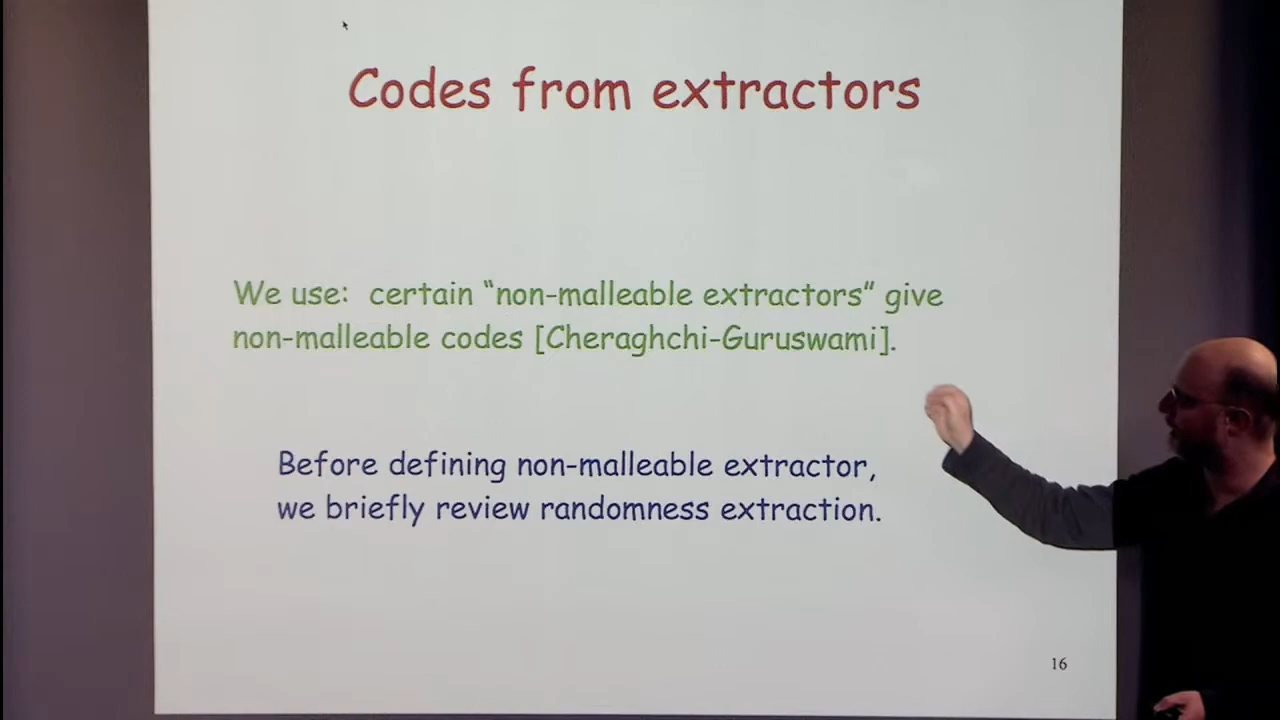 Codes from extractors
We use: certain “non-malleable extractors” give
non-malleable codes [Cheraghchi-Guruswami].
Before defining non-malleable extractor,
we briefly review randomness extraction.
16